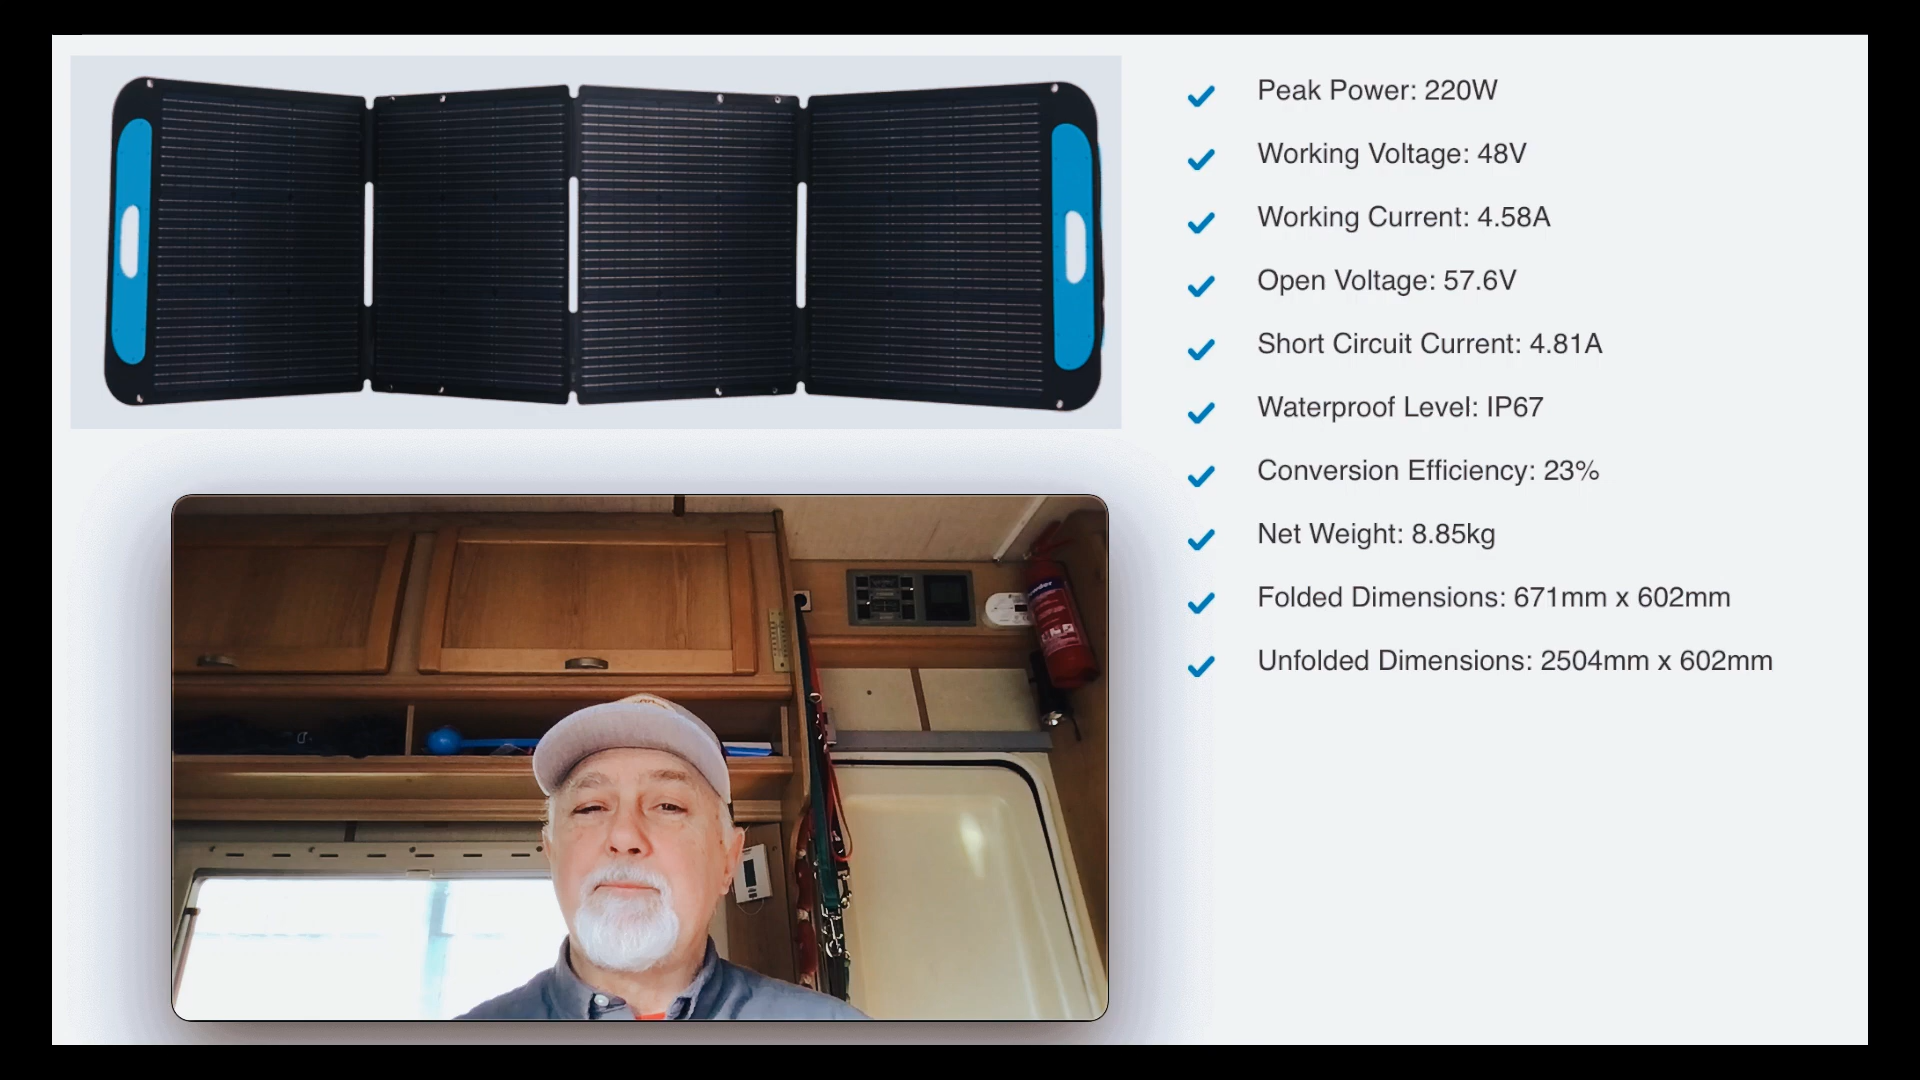 Peak Power: 220W
Working Voltage: 48V
Working Current: 4.58A
Open Voltage: 57.6V
Short Circuit Current: 4.81A
Waterproof Level: IP67
Conversion Efficiency: 23%
Net Weight: 8.85kg
Folded Dimensions: 671mm x 602mm
Unfolded Dimensions: 2504mm x 602mm